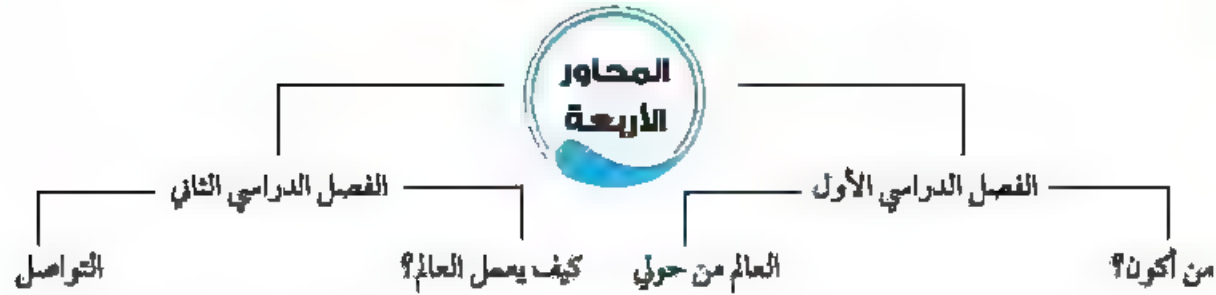 المحاور
الأربعة
الفصل الدراسي الأول
الفصل الدراسي الثاني
من أكون؟
العالم من حولي
كيف يعمل العالم؟
التواصل